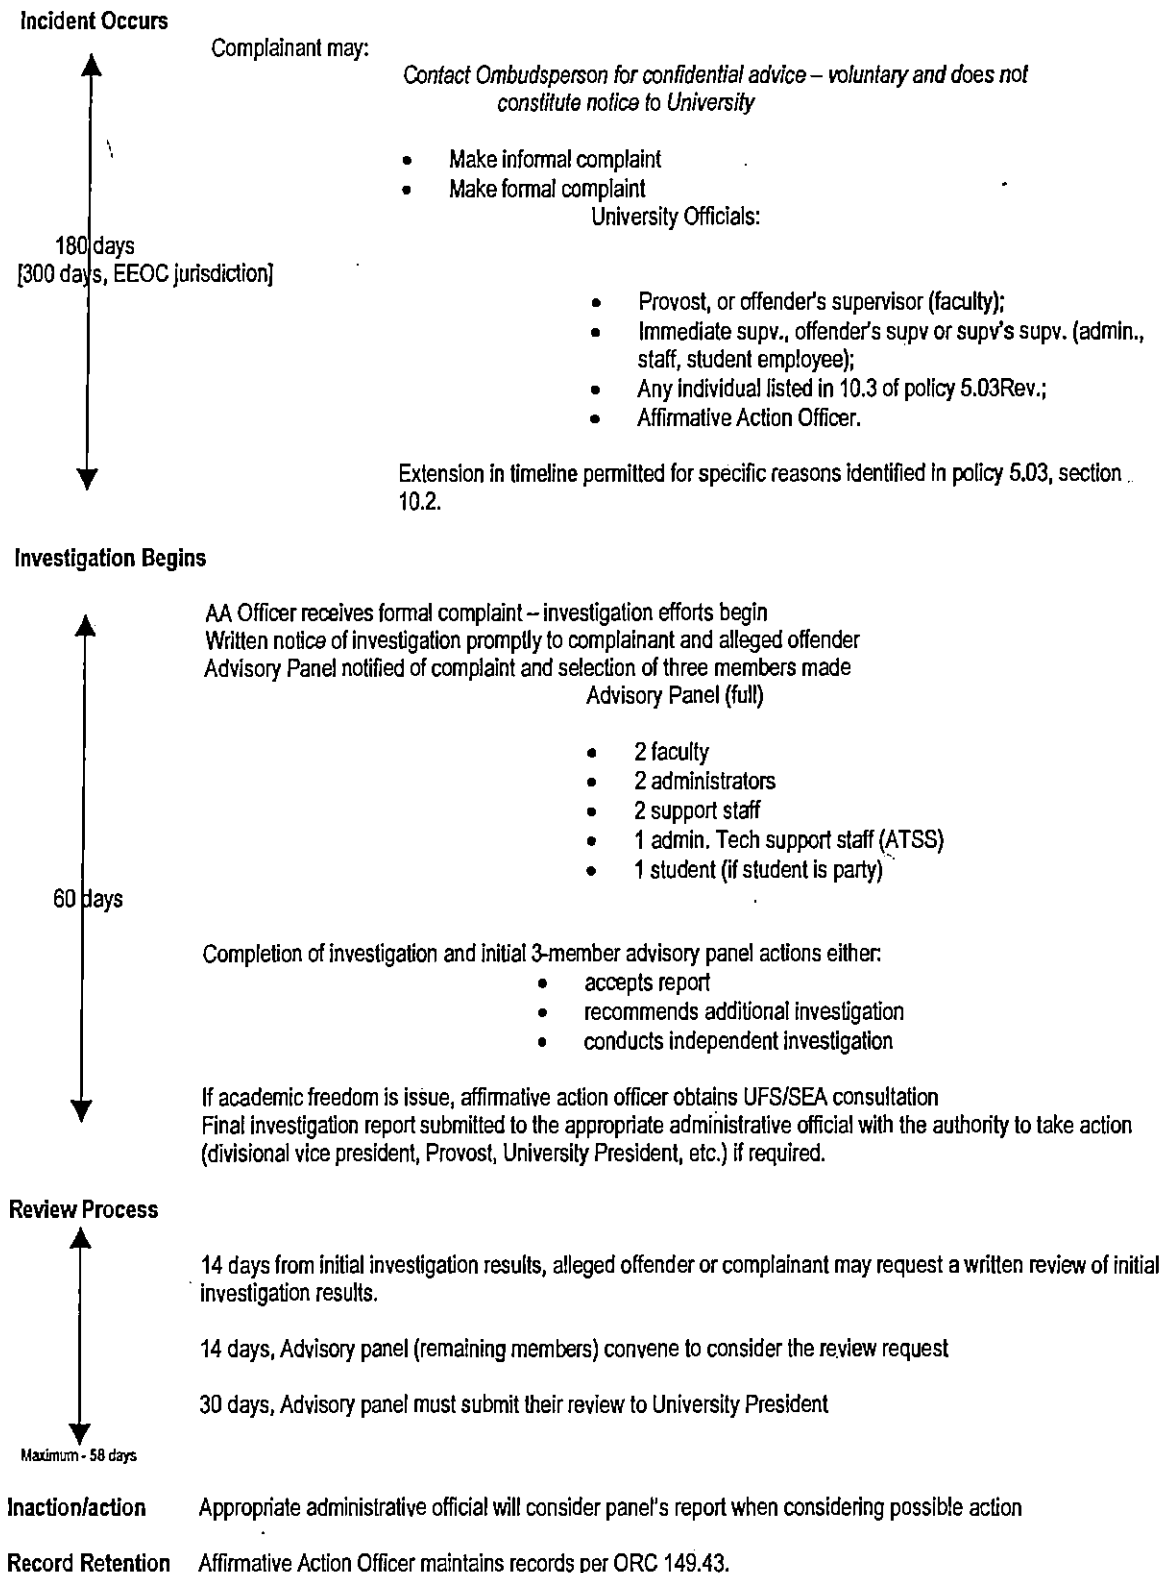 Incident Occurs
Complainant may:
Contact Ombudsperson for confidential advice – voluntary and does not
constitute notice to University
• Make informal complaint
• Make formal complaint
University Officials:
180 days
[300 days, EEOC jurisdiction]
• Provost, or offender's supervisor (faculty);
• Immediate supv., offender's supv or supv's supv. (admin.,
staff, student employee);
• Any individual listed in 10.3 of policy 5.03Rev.;
• Affirmative Action Officer.
Extension in timeline permitted for specific reasons identified in policy 5.03, section
10.2.
Investigation Begins
AA Officer receives formal complaint – investigation efforts begin
Written notice of investigation promptly to complainant and alleged offender
Advisory Panel notified of complaint and selection of three members made
Advisory Panel (full)
• 2 faculty
• 2 administrators
• 2 support staff
• 1 admin. Tech support staff (ATSS)
• 1 student (if student is party)
60 days
Completion of investigation and initial 3-member advisory panel actions either:
• accepts report
• recommends additional investigation
• conducts independent investigation
If academic freedom is issue, affirmative action officer obtains UFS/SEA consultation
Final investigation report submitted to the appropriate administrative official with the authority to take action
(divisional vice president, Provost, University President, etc.) if required.
Review Process
14 days from initial investigation results, alleged offender or complainant may request a written review of initial
investigation results.
14 days, Advisory panel (remaining members) convene to consider the review request
30 days, Advisory panel must submit their review to University President
Maximum - 58 days
Inaction/action Appropriate administrative official will consider panel's report when considering possible action
Record Retention Affirmative Action Officer maintains records per ORC 149.43.